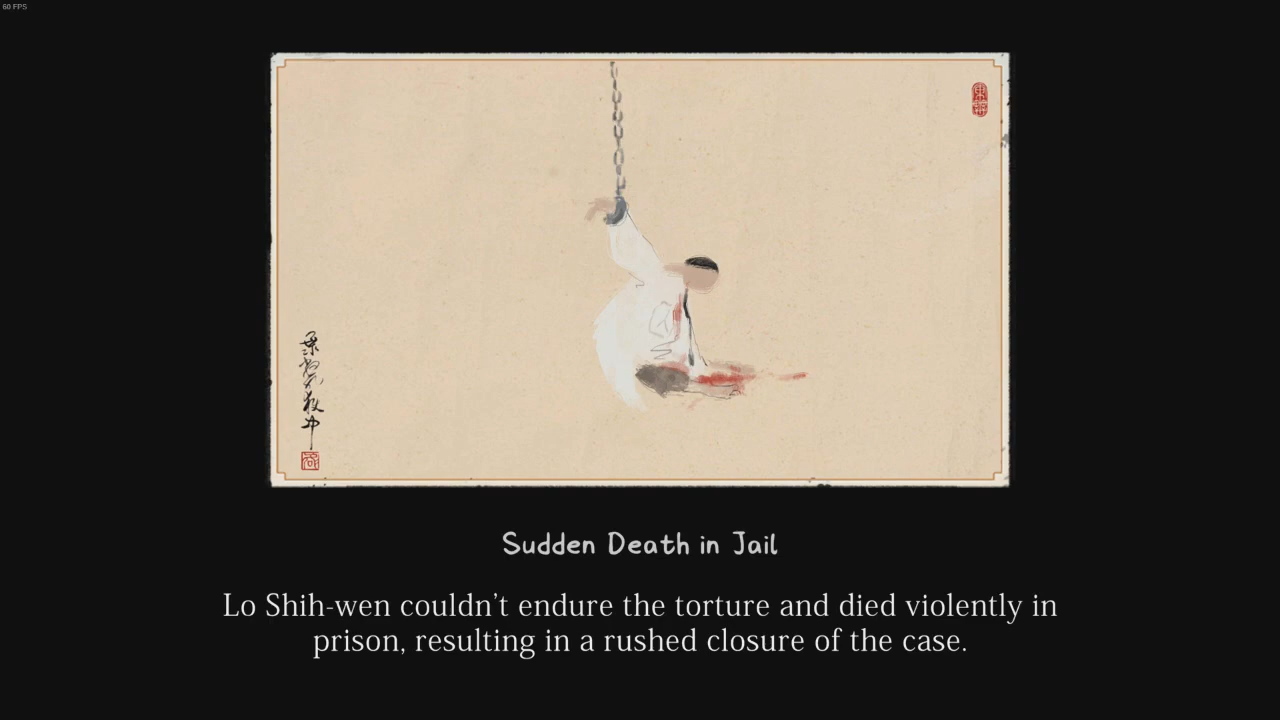 60 FPS
Sudden Death in Jail
Lo Shih-wen couldn’t endure the torture and died violently in
prison, resulting in a rushed closure of the case.